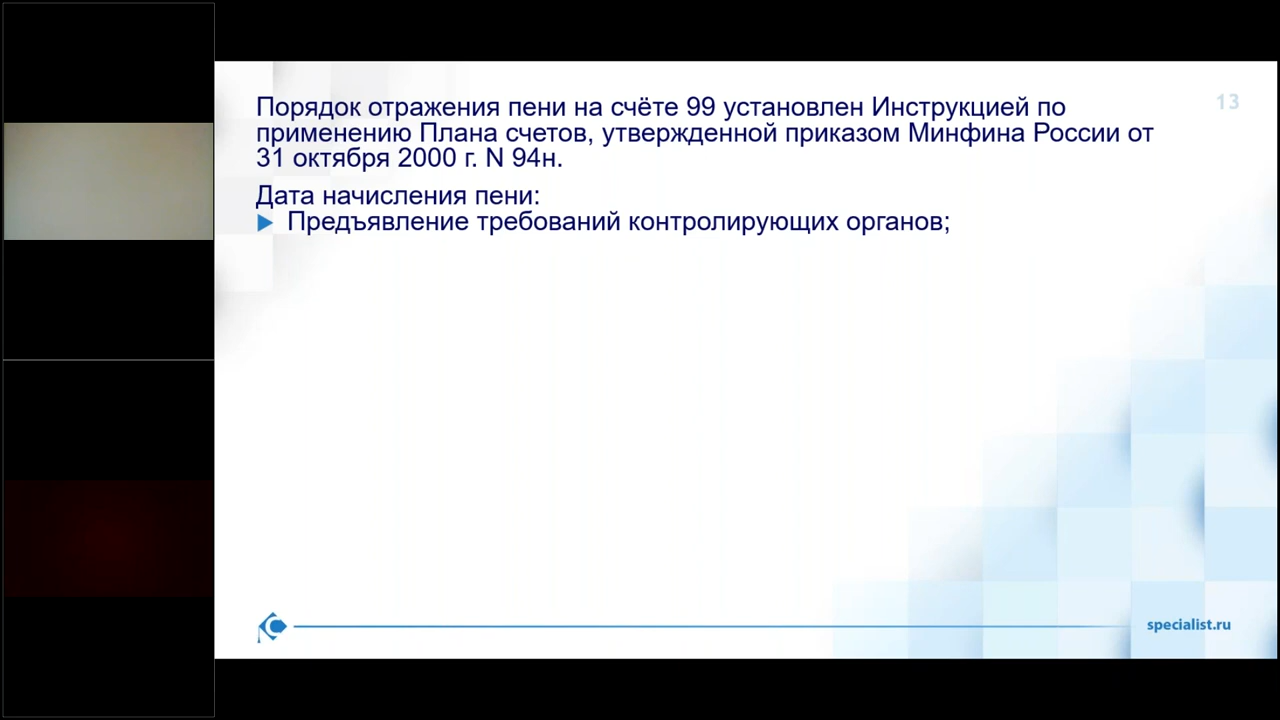 13
Порядок отражения пени на счёте 99 установлен Инструкцией по
применению Плана счетов, утвержденной приказом Минфина России от
31 октября 2000 г. N 94н.
Дата начисления пени:
Предъявление требований контролирующих органов;
specialist.ru